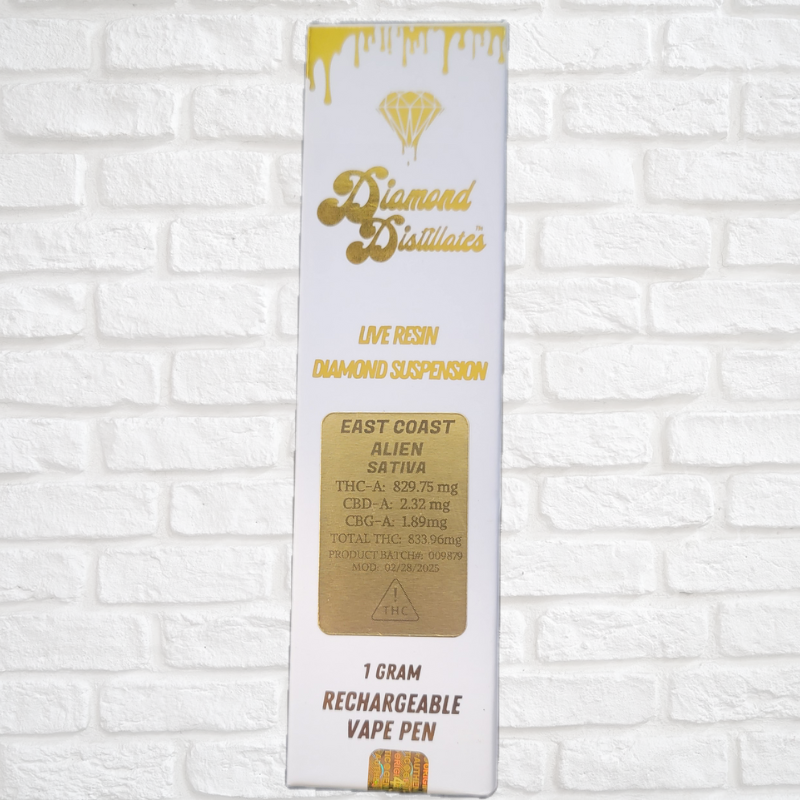 Diamond
Distillates™
LIVE RESIN
DIAMOND SUSPENSION
EAST COAST
ALIEN
SATIVA
THC-A: 829.75 mg
CBD-A: 2.32 mg
CBG-A: 1.89mg
TOTAL THC: 833.96mg
PRODUCT BATCH#: 009879
MOD: 02/28/2025
!
THC
1 GRAM
RECHARGEABLE
VAPE PEN